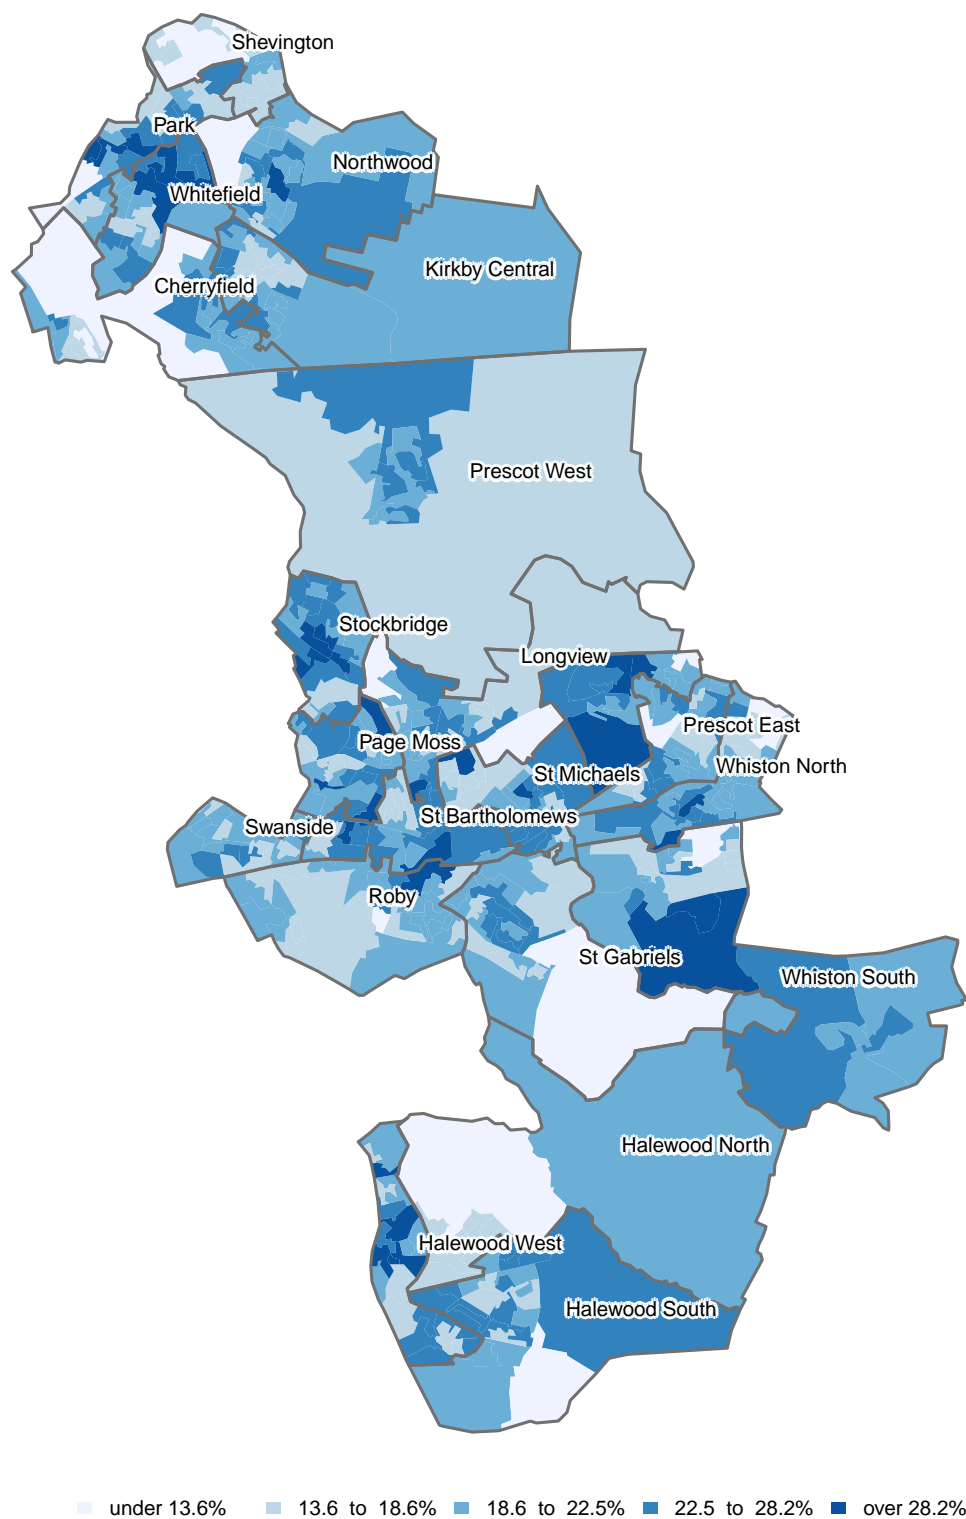 Shevington
Park
Northwood
Whitefield
Kirkby Central
Cherryfield
Prescot West
Stockbridge
Longview
Prescot East
Page Moss
Whiston North
St Michaels
St Bartholomews
Swanside
Roby
St Gabriels
Whiston South
Halewood North
Halewood West
Halewood South
under 13.6% 13.6 to 18.6% 18.6 to 22.5% 22.5 to 28.2% over 28.2%